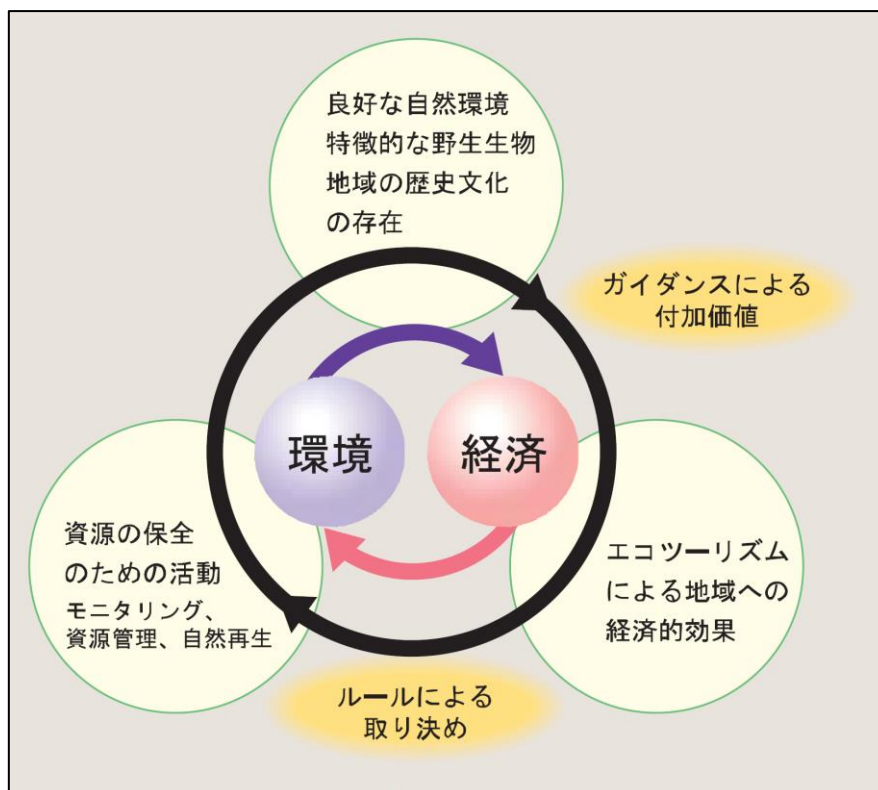 良好な自然環境
特徴的な野生生物
地域の歴史文化
の存在
ガイダンスによる
付加価値
環境
経済
資源の保全
のための活動
モニタリング、
資源管理、自然再生
エコツーリズム
による地域への
経済的効果
ルールによる
取り決め